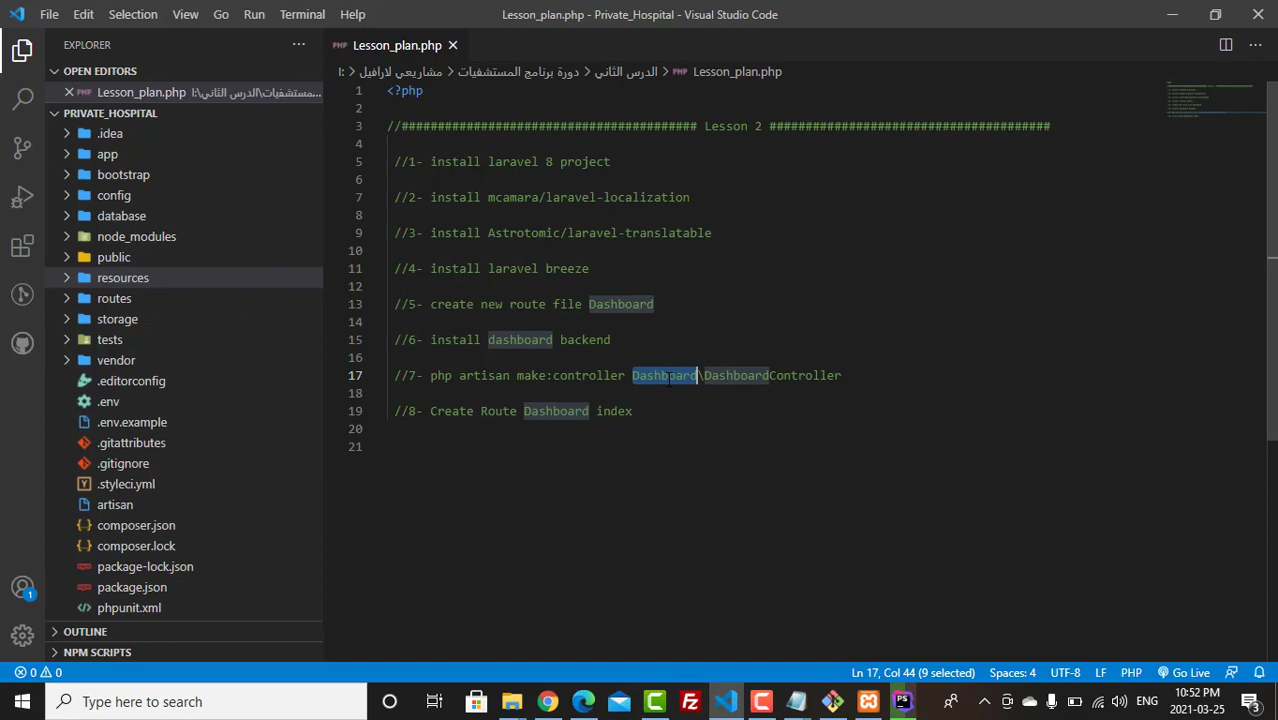 File Edit Selection View Go Run Terminal Help
Lesson_plan.php - Private_Hospital - Visual Studio Code
EXPLORER
OPEN EDITORS
Lesson_plan.php I:\مشاريعي لارافيل\دورة برنامج المستشفيات\الدرس الثاني...
PRIVATE_HOSPITAL
.idea
app
bootstrap
config
database
node_modules
public
resources
routes
storage
tests
vendor
.editorconfig
.env
.env.example
.gitattributes
.gitignore
.styleci.yml
artisan
composer.json
composer.lock
package-lock.json
package.json
phpunit.xml
OUTLINE
NPM SCRIPTS
PHP Lesson_plan.php
I: > مشاريعي لارافيل > دورة برنامج المستشفيات > الدرس الثاني > PHP Lesson_plan.php
1 <?php
2
3 //######################################### Lesson 2 #######################################
4
5 //1- install laravel 8 project
6
7 //2- install mcamara/laravel-localization
8
9 //3- install Astrotomic/laravel-translatable
10
11 //4- install laravel breeze
12
13 //5- create new route file Dashboard
14
15 //6- install dashboard backend
16
17 //7- php artisan make:controller Dashboard\DashboardController
18
19 //8- Create Route Dashboard index
20
21
1
0 0
Ln 17, Col 44 (9 selected) Spaces: 4 UTF-8 LF PHP Go Live
Type here to search
ENG
10:52 PM
2021-03-25
3